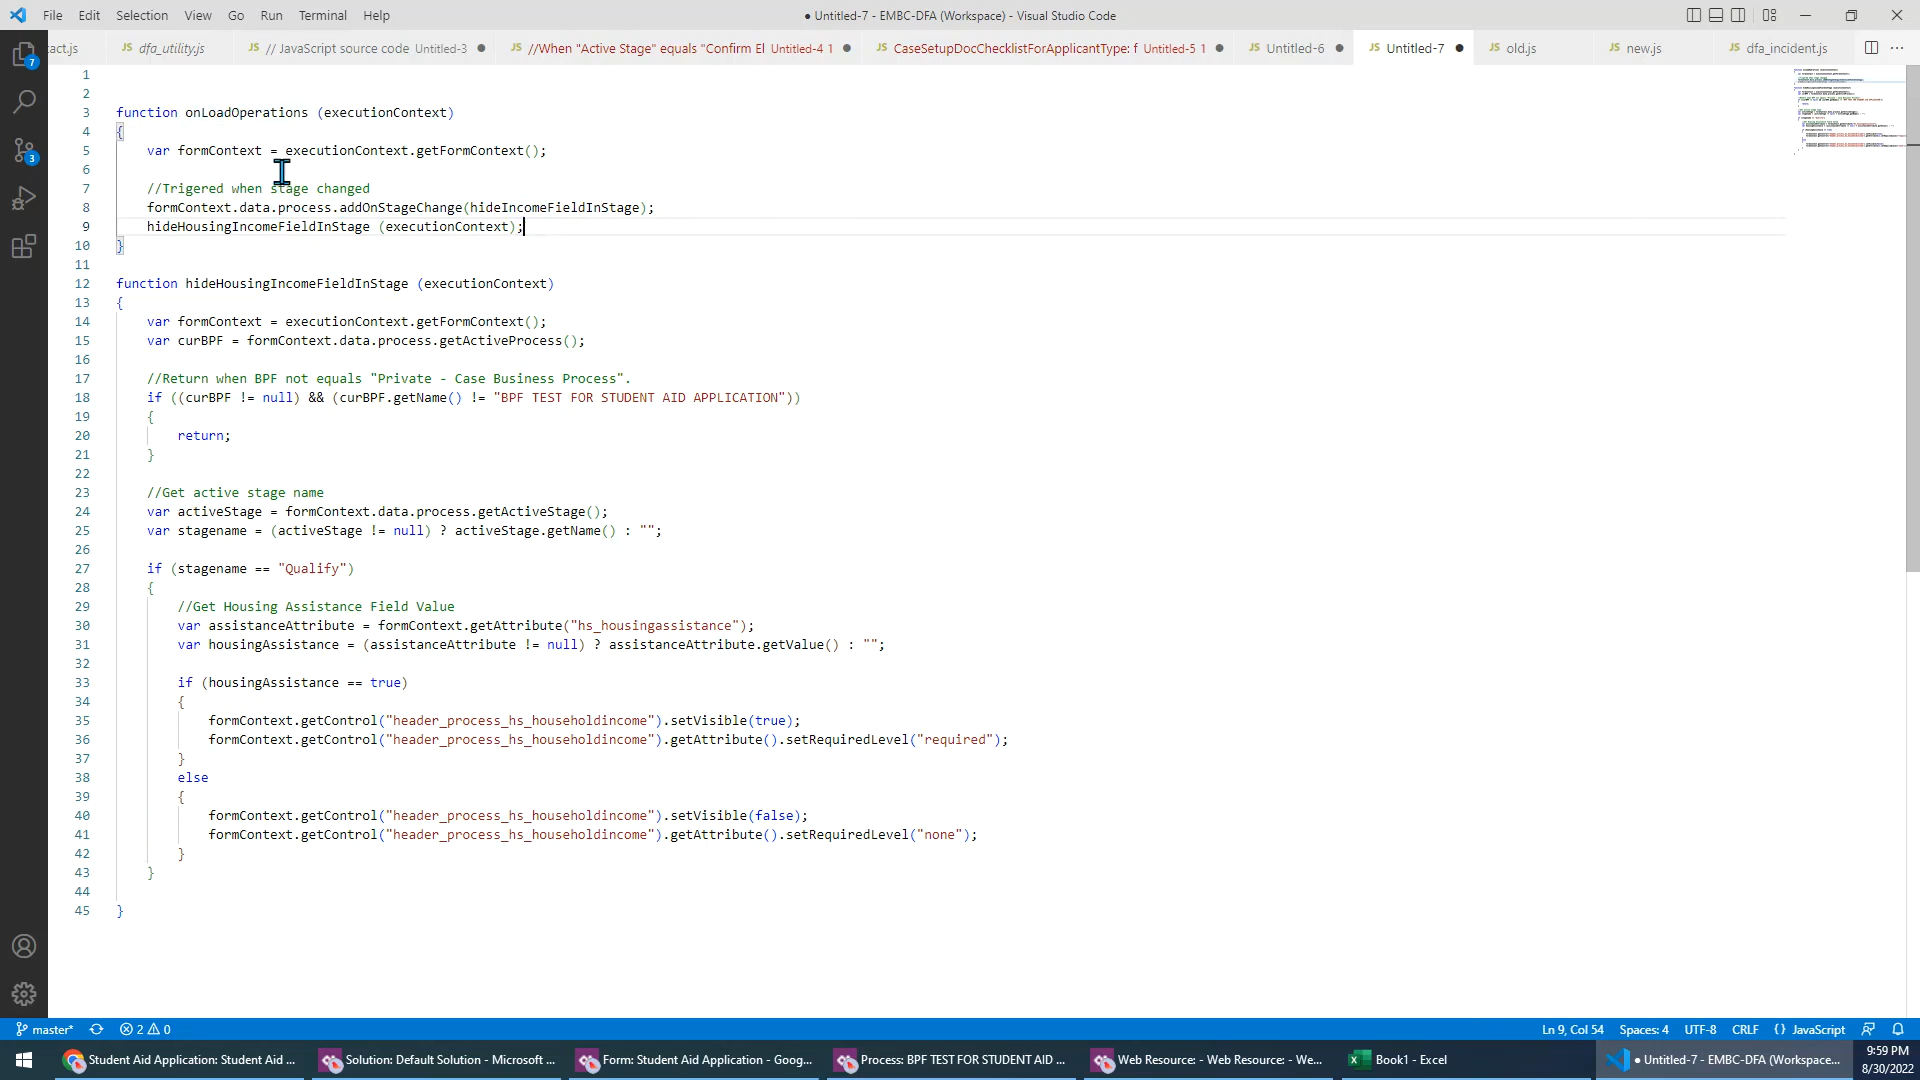 File Edit Selection View Go Run Terminal Help
● Untitled-7 - EMBC-DFA (Workspace) - Visual Studio Code
tact.js
JS dfa_utility.js
JS // JavaScript source code Untitled-3 ●
JS //When "Active Stage" equals "Confirm El Untitled-4 1 ●
JS CaseSetupDocChecklistForApplicantType: f Untitled-5 1 ●
JS Untitled-6 ●
JS Untitled-7 ●
JS old.js
JS new.js
JS dfa_incident.js
7
3
1
2
3 function onLoadOperations (executionContext)
4 {
5 var formContext = executionContext.getFormContext();
6
7 //Trigered when stage changed
8 formContext.data.process.addOnStageChange(hideIncomeFieldInStage);
9 hideHousingIncomeFieldInStage (executionContext);
10 }
11
12 function hideHousingIncomeFieldInStage (executionContext)
13 {
14 var formContext = executionContext.getFormContext();
15 var curBPF = formContext.data.process.getActiveProcess();
16
17 //Return when BPF not equals "Private - Case Business Process".
18 if ((curBPF != null) && (curBPF.getName() != "BPF TEST FOR STUDENT AID APPLICATION"))
19 {
20 return;
21 }
22
23 //Get active stage name
24 var activeStage = formContext.data.process.getActiveStage();
25 var stagename = (activeStage != null) ? activeStage.getName() : "";
26
27 if (stagename == "Qualify")
28 {
29 //Get Housing Assistance Field Value
30 var assistanceAttribute = formContext.getAttribute("hs_housingassistance");
31 var housingAssistance = (assistanceAttribute != null) ? assistanceAttribute.getValue() : "";
32
33 if (housingAssistance == true)
34 {
35 formContext.getControl("header_process_hs_householdincome").setVisible(true);
36 formContext.getControl("header_process_hs_householdincome").getAttribute().setRequiredLevel("required");
37 }
38 else
39 {
40 formContext.getControl("header_process_hs_householdincome").setVisible(false);
41 formContext.getControl("header_process_hs_householdincome").getAttribute().setRequiredLevel("none");
42 }
43 }
44
45 }
master* 2 0
Ln 9, Col 54 Spaces: 4 UTF-8 CRLF {} JavaScript
Student Aid Application: Student Aid ...
Solution: Default Solution - Microsoft ...
Form: Student Aid Application - Goog...
Process: BPF TEST FOR STUDENT AID ...
Web Resource: - Web Resource: - We...
Book1 - Excel
● Untitled-7 - EMBC-DFA (Workspace...
9:59 PM
8/30/2022